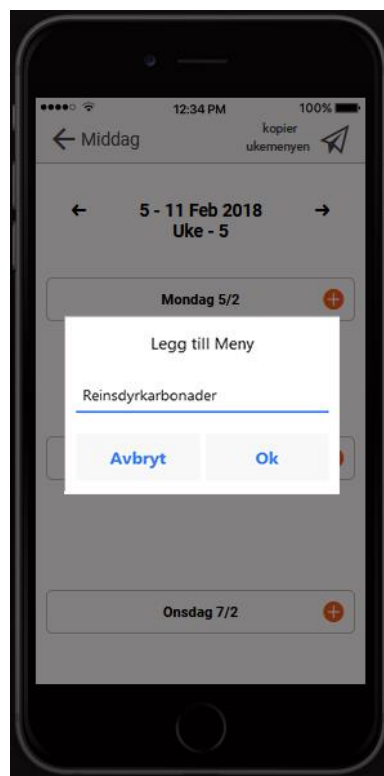 12:34 PM
100%
Middag
kopier
ukemenyen
5 - 11 Feb 2018
Uke - 5
Mondag 5/2
Legg till Meny
Reinsdyrkarbonader
Avbryt
Ok
Onsdag 7/2